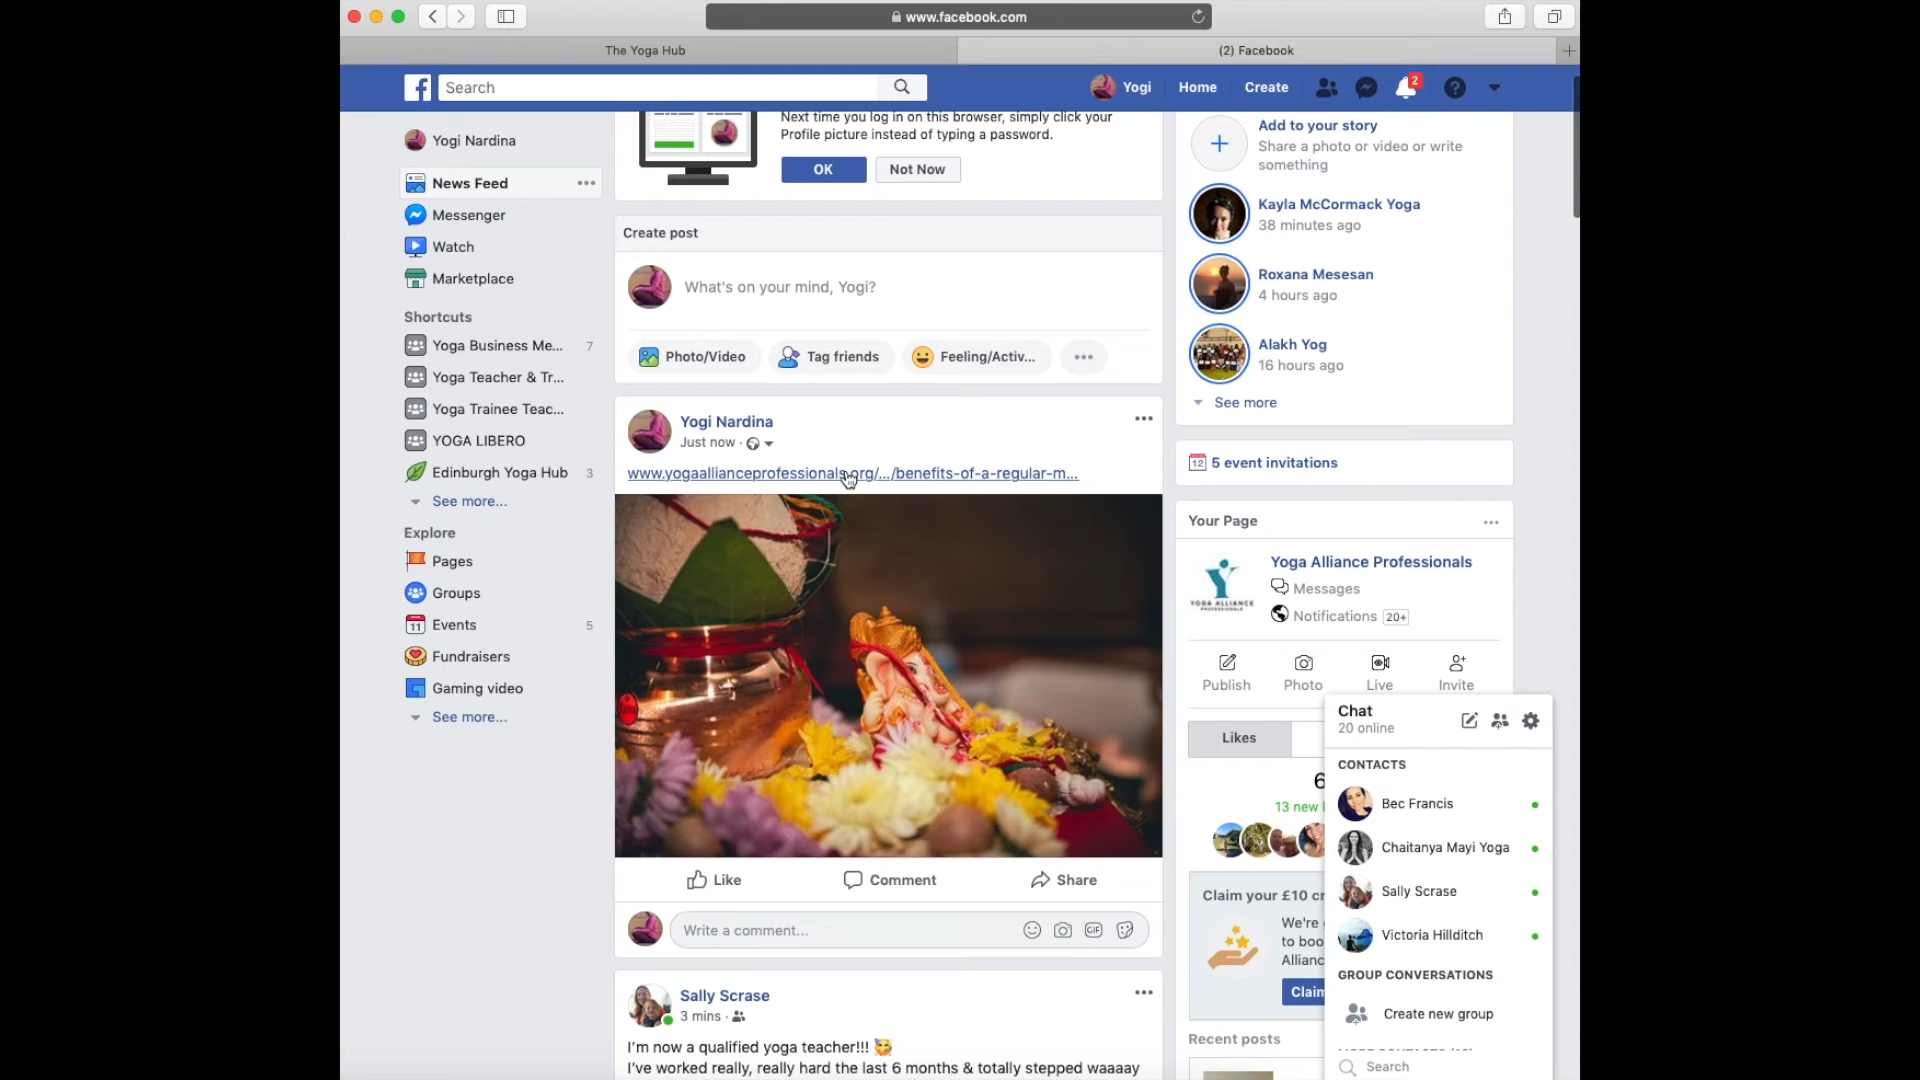 www.facebook.com
The Yoga Hub
(2) Facebook
Search
Yogi
Home
Create
2
Yogi Nardina
News Feed
Messenger
Watch
Marketplace
Shortcuts
Yoga Business Me... 7
Yoga Teacher & Tr...
Yoga Trainee Teac...
YOGA LIBERO
Edinburgh Yoga Hub 3
See more...
Explore
Pages
Groups
11 Events 5
Fundraisers
Gaming video
See more...
Next time you log in on this browser, simply click your
Profile picture instead of typing a password.
OK
Not Now
Create post
What's on your mind, Yogi?
Photo/Video
Tag friends
Feeling/Activ...
Yogi Nardina
Just now ·
www.yogaallianceprofessionals.org/.../benefits-of-a-regular-m...
Like
Comment
Share
Write a comment...
GIF
Sally Scrase
3 mins ·
I'm now a qualified yoga teacher!!! 🥳
I've worked really, really hard the last 6 months & totally stepped waaaay
Add to your story
Share a photo or video or write
something
Kayla McCormack Yoga
38 minutes ago
Roxana Mesesan
4 hours ago
Alakh Yog
16 hours ago
See more
12 5 event invitations
Your Page
Yoga Alliance Professionals
YOGA ALLIANCE
PROFESSIONALS
Messages
Notifications 20+
Publish
Photo
Live
Invite
Likes
6
13 new
Claim your £10 cr
We're
to boo
Allianc
Claim
Recent posts
Chat
20 online
CONTACTS
Bec Francis
Chaitanya Mayi Yoga
Sally Scrase
Victoria Hillditch
GROUP CONVERSATIONS
Create new group
Search